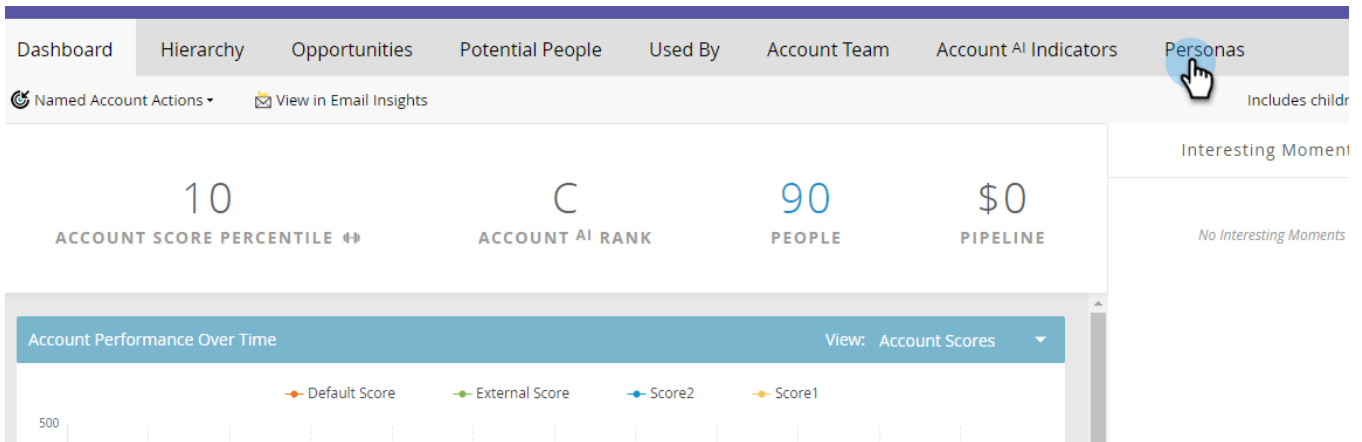 Dashboard Hierarchy Opportunities Potential People Used By Account Team Account AI Indicators Personas
Named Account Actions View in Email Insights Includes childr
Interesting Moment
10 C 90 $0
ACCOUNT SCORE PERCENTILE ACCOUNT AI RANK PEOPLE PIPELINE
No Interesting Moments
Account Performance Over Time View: Account Scores
Default Score External Score Score2 Score1
500